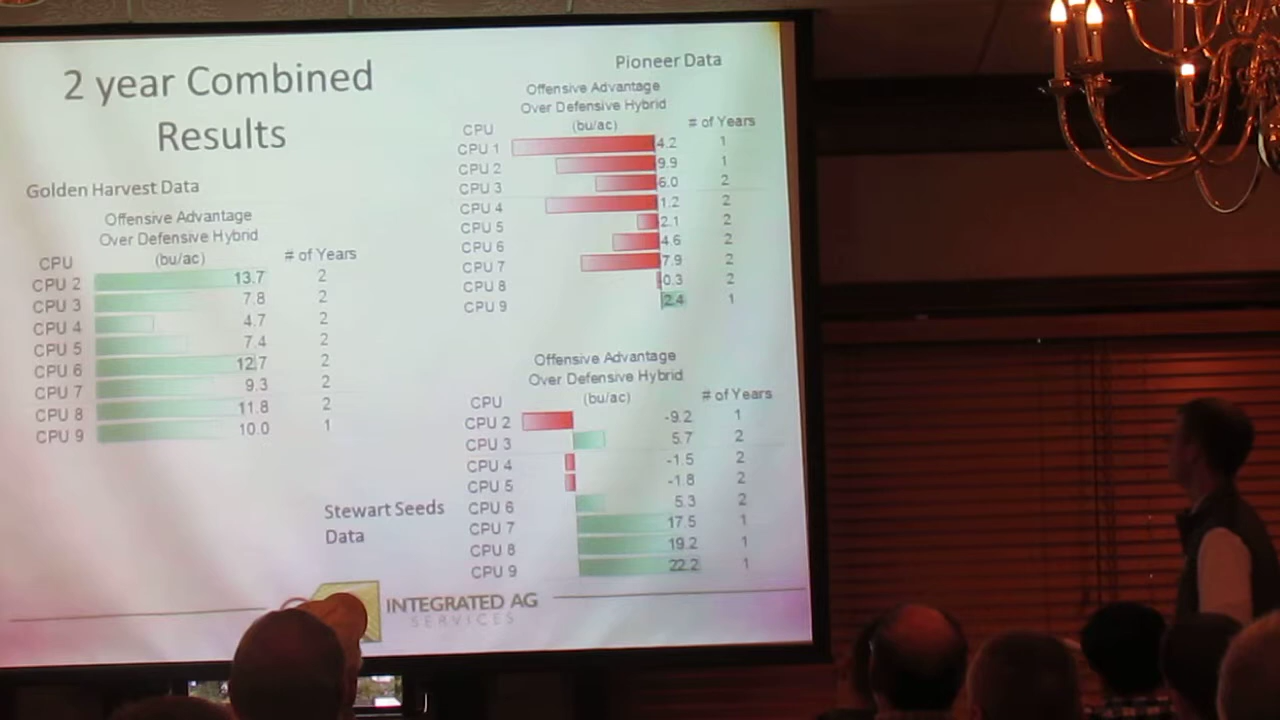 2 year Combined
Results
Golden Harvest Data
Offensive Advantage
Over Defensive Hybrid
CPU (bu/ac) # of Years
CPU 2 13.7 2
CPU 3 7.8 2
CPU 4 4.7 2
CPU 5 7.4 2
CPU 6 12.7 2
CPU 7 9.3 2
CPU 8 11.8 2
CPU 9 10.0 1
Pioneer Data
Offensive Advantage
Over Defensive Hybrid
CPU (bu/ac) # of Years
CPU 1 4.2 1
CPU 2 9.9 1
CPU 3 6.0 2
CPU 4 1.2 2
CPU 5 2.1 2
CPU 6 4.6 2
CPU 7 7.9 2
CPU 8 0.3 2
CPU 9 2.4 1
Stewart Seeds
Data
Offensive Advantage
Over Defensive Hybrid
CPU (bu/ac) # of Years
CPU 2 -9.2 1
CPU 3 5.7 2
CPU 4 -1.5 2
CPU 5 -1.8 2
CPU 6 5.3 2
CPU 7 17.5 1
CPU 8 19.2 1
CPU 9 22.2 1
INTEGRATED AG
SERVICES